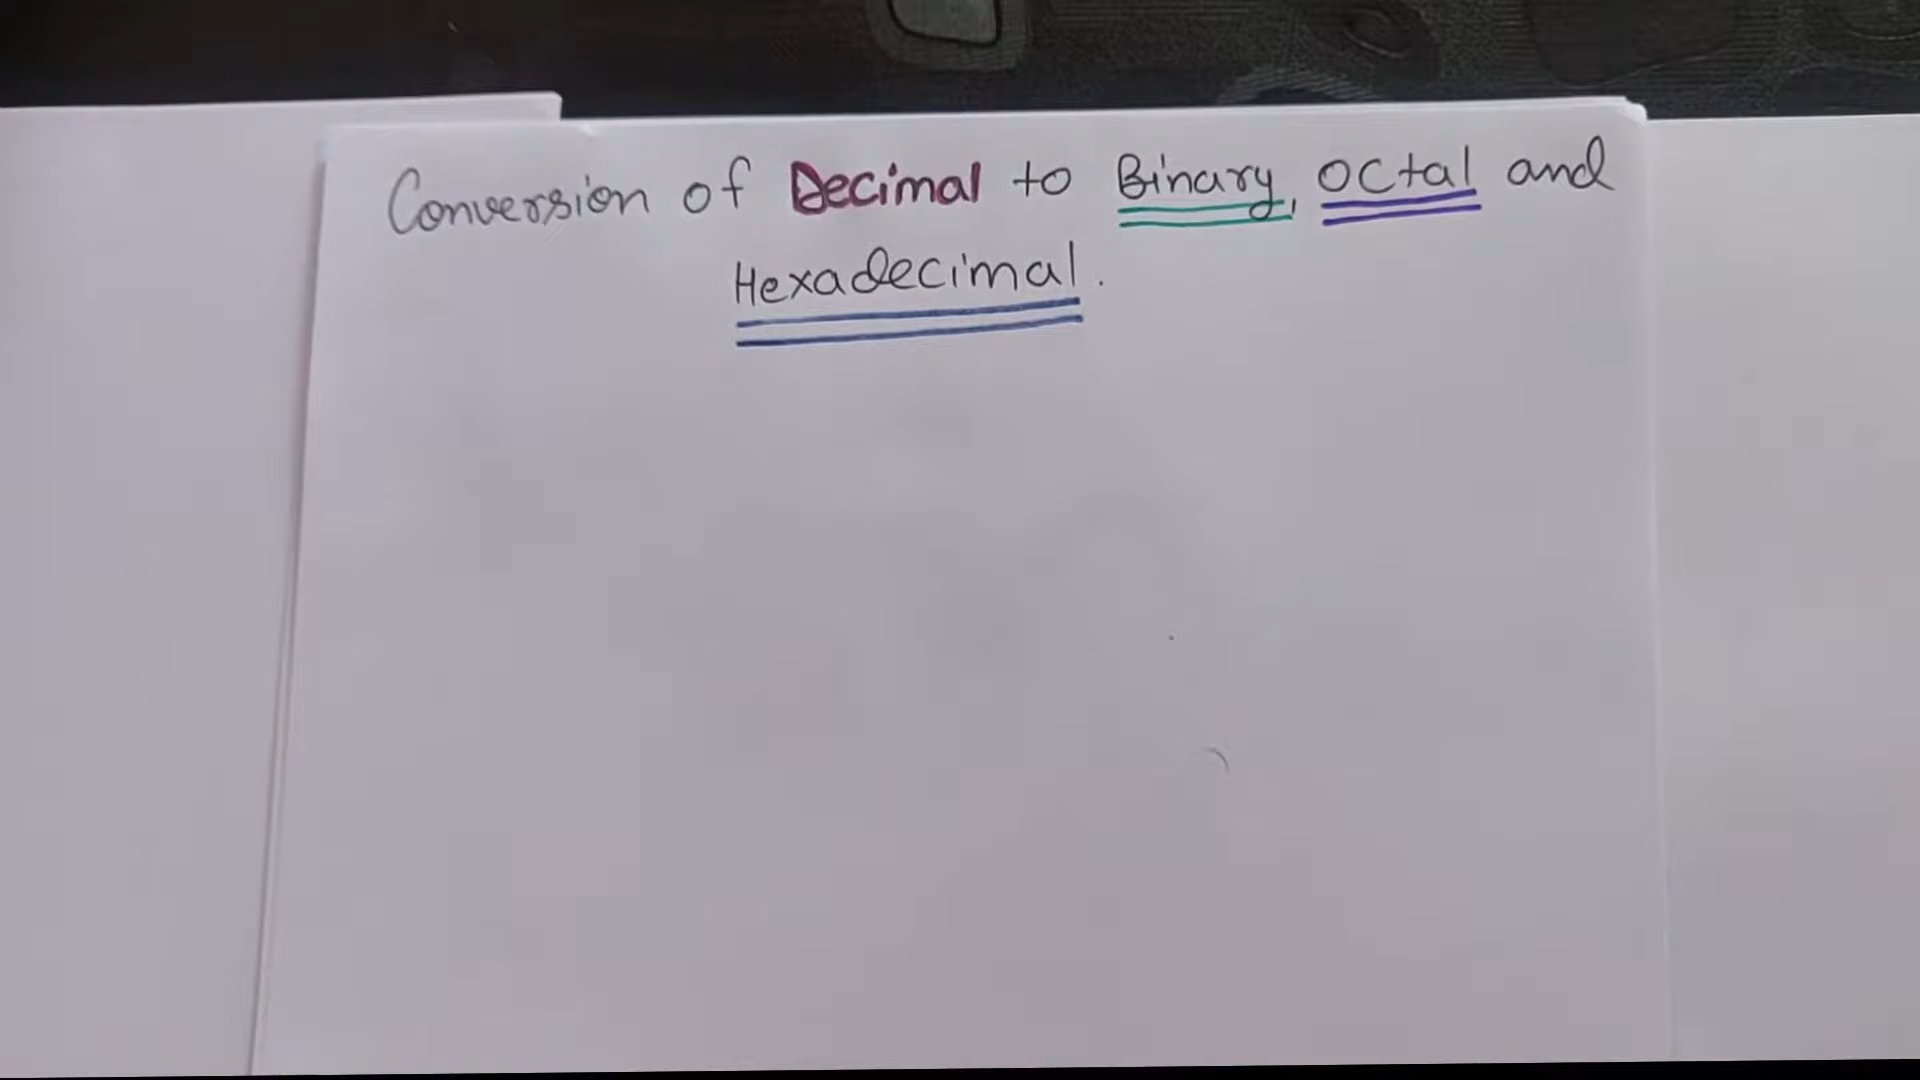 Conversion of Decimal to Binary, Octal and
Hexadecimal.